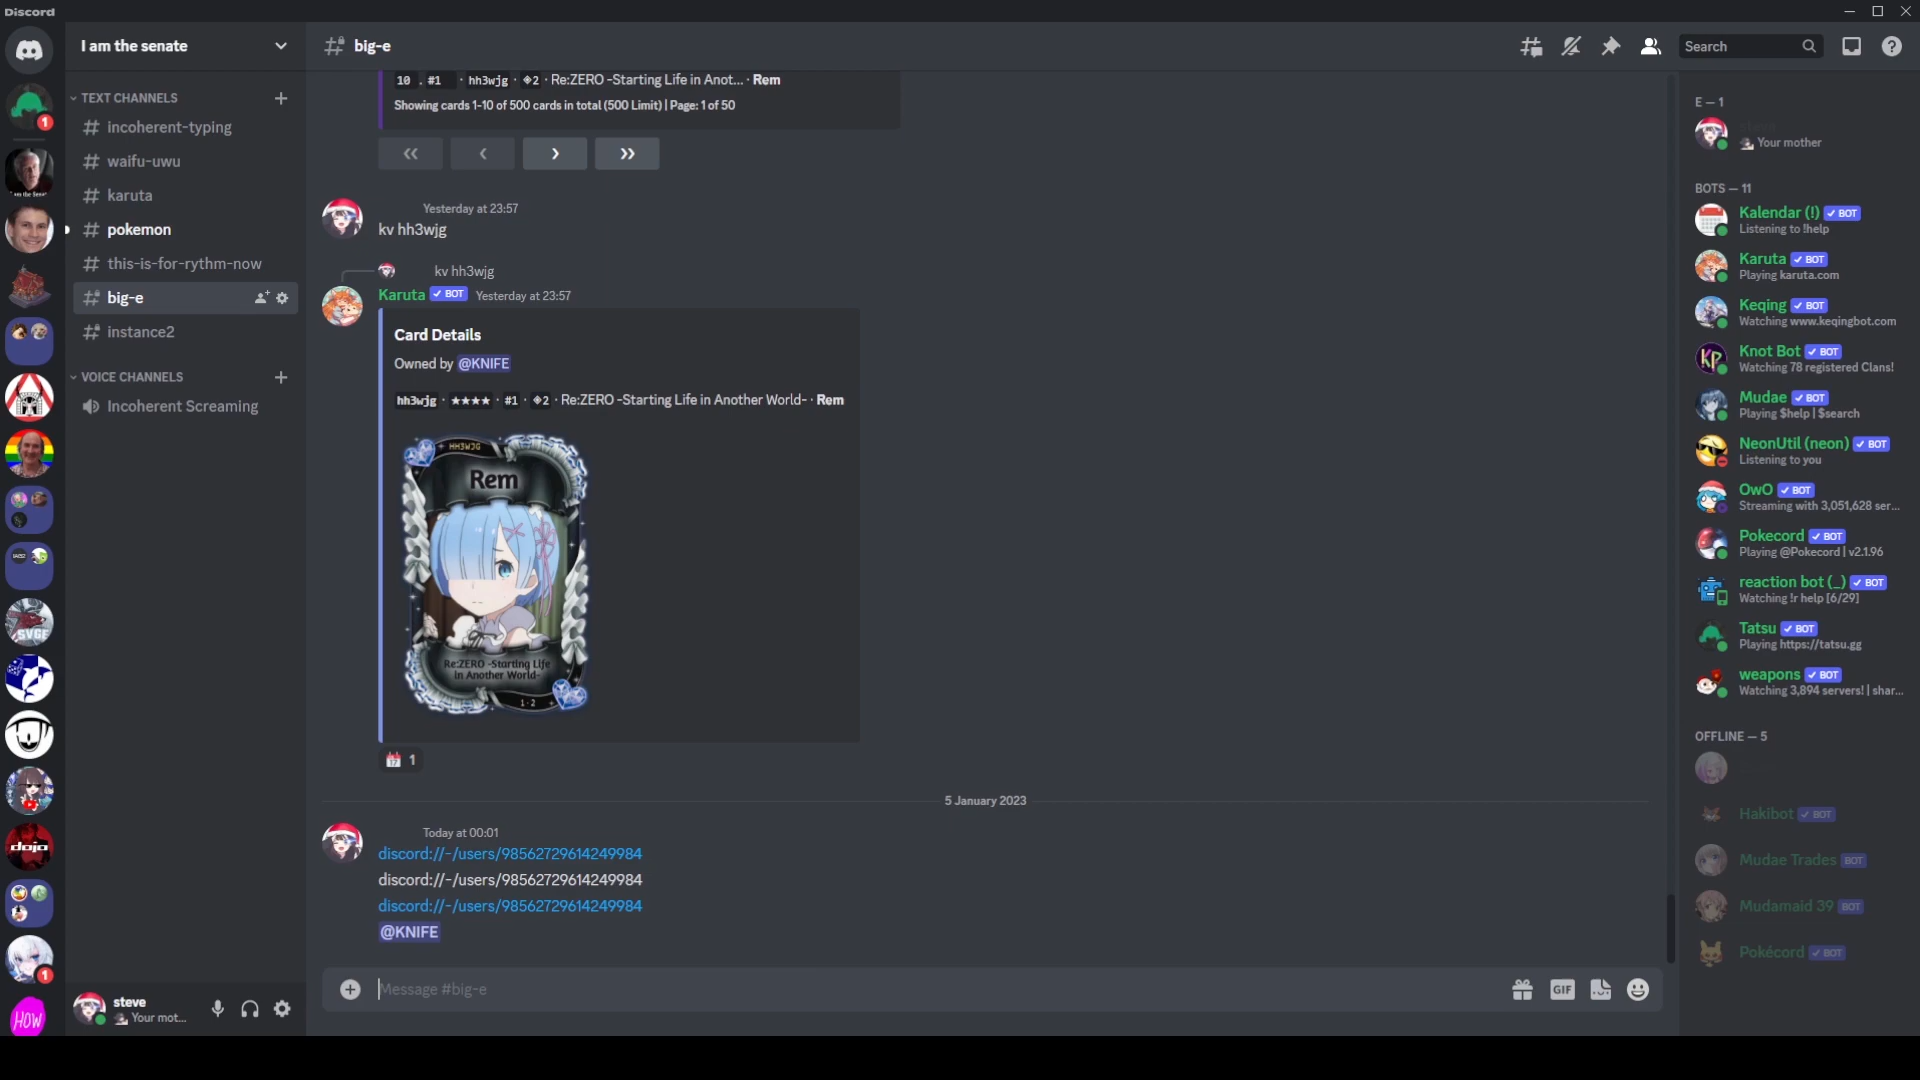 Discord
I am the senate
TEXT CHANNELS
incoherent-typing
waifu-uwu
karuta
pokemon
this-is-for-rythm-now
big-e
instance2
VOICE CHANNELS
Incoherent Screaming
steve
Your mot...
1
am the Sena
SVGE
dojo
1
HOW
big-e
Search
10 . #1 · hh3wjg · ◈2 · Re:ZERO -Starting Life in Anot... · Rem
Showing cards 1-10 of 500 cards in total (500 Limit) | Page: 1 of 50
Yesterday at 23:57
kv hh3wjg
kv hh3wjg
Karuta ✓ BOT Yesterday at 23:57
Card Details
Owned by @KNIFE
hh3wjg · ★★★★ · #1 · ◈2 · Re:ZERO -Starting Life in Another World- · Rem
HH3WJG
Rem
Re:ZERO -Starting Life
in Another World-
1·2
17 1
5 January 2023
Today at 00:01
discord://-/users/98562729614249984
discord://-/users/98562729614249984
discord://-/users/98562729614249984
@KNIFE
Message #big-e
GIF
E — 1
Your mother
BOTS — 11
Kalendar (!) ✓ BOT
Listening to !help
Karuta ✓ BOT
Playing karuta.com
Keqing ✓ BOT
Watching www.keqingbot.com
KP
Knot Bot ✓ BOT
Watching 78 registered Clans!
Mudae ✓ BOT
Playing $help | $search
NeonUtil (neon) ✓ BOT
Listening to you
OwO ✓ BOT
Streaming with 3,051,628 ser...
Pokecord ✓ BOT
Playing @Pokecord | v2.1.96
reaction bot (_) ✓ BOT
Watching !r help [6/29]
Tatsu ✓ BOT
Playing https://tatsu.gg
weapons ✓ BOT
Watching 3,894 servers! | shar...
OFFLINE — 5
Hakibot ✓ BOT
Mudae Trades BOT
Mudamaid 39 BOT
Pokécord ✓ BOT